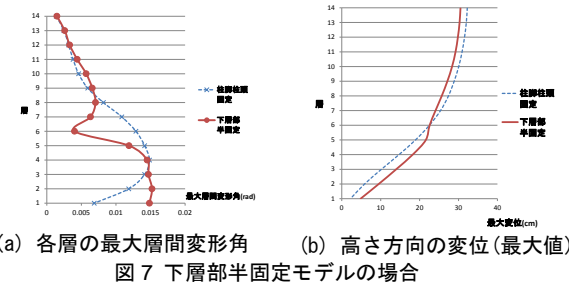 14
13
12
11
10
9
8
7
6
5
4
3
2
1
層
0
0.005
0.01
0.015
0.02
最大層間変形角(rad)
柱脚柱頭
固定
下層部
半固定
14
13
12
11
10
9
8
7
6
5
4
3
2
1
層
0
10
20
30
40
最大変位(cm)
柱脚柱頭
固定
下層部
半固定
(a) 各層の最大層間変形角
(b) 高さ方向の変位(最大値)
図7 下層部半固定モデルの場合